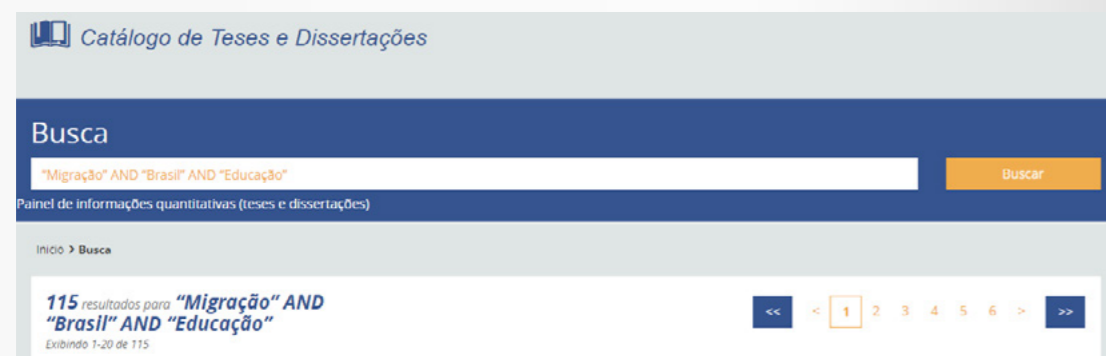 Catálogo de Teses e Dissertações
Busca
"Migração" AND "Brasil" AND "Educação"
Buscar
Painel de informações quantitativas (teses e dissertações)
Início > Busca
115 resultados para "Migração" AND
"Brasil" AND "Educação"
Exibindo 1-20 de 115
<< < 1 2 3 4 5 6 > >>